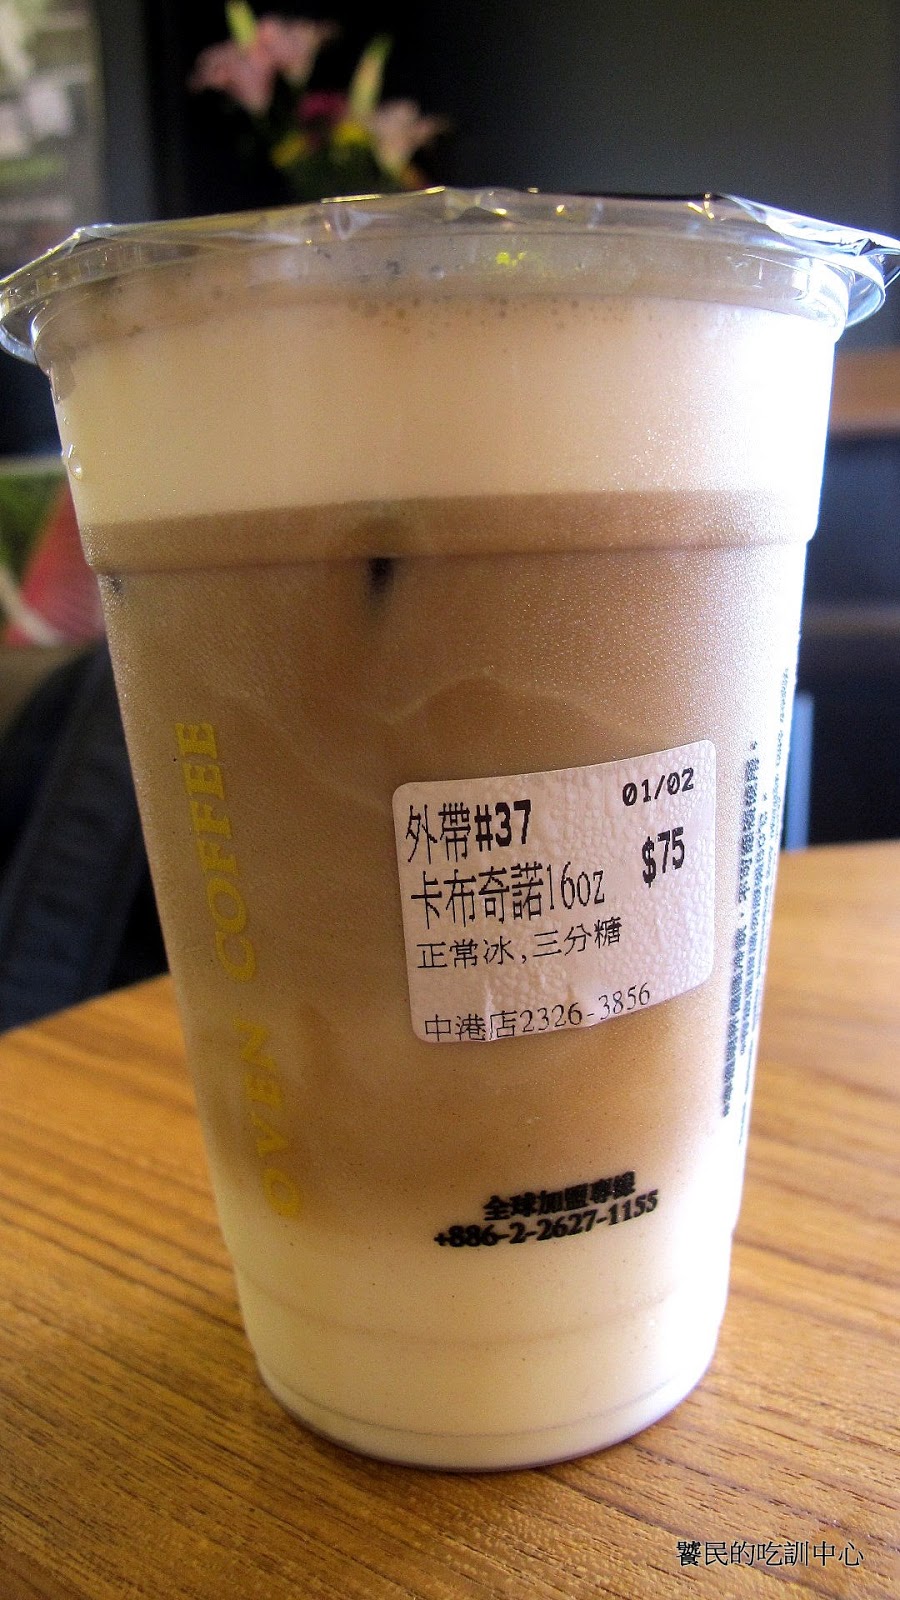 外帶#37
01/02
卡布奇諾16oz
$75
正常冰,三分糖
中港店2326-3856
OVEN COFFEE
全球加盟專線
+886-2-2627-1155
饕民的吃訓中心